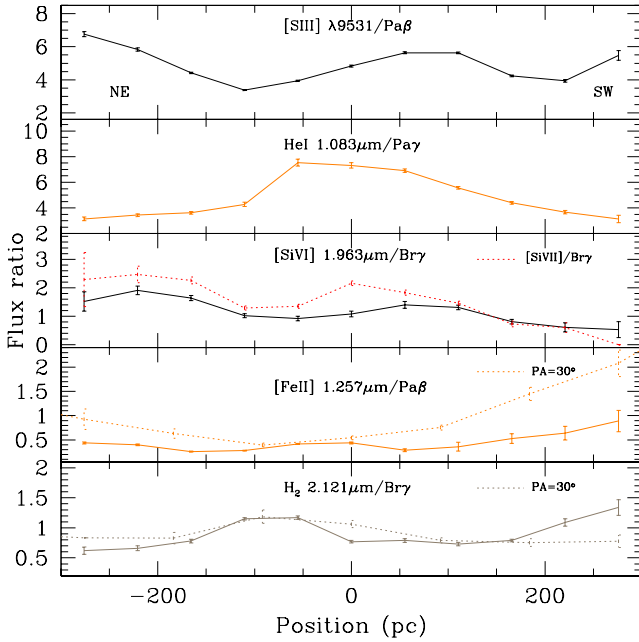 [SIII] λ9531/Paβ
8
6
4
2
NE
SW
HeI 1.083μm/Paγ
10
8
6
4
2
[SiVI] 1.963μm/Brγ
[SiVII]/Brγ
3
2
1
0
Flux ratio
[FeII] 1.257μm/Paβ
PA=30°
2
1.5
1
0.5
H₂ 2.121μm/Brγ
PA=30°
2
1.5
1
0.5
−200
0
200
Position (pc)